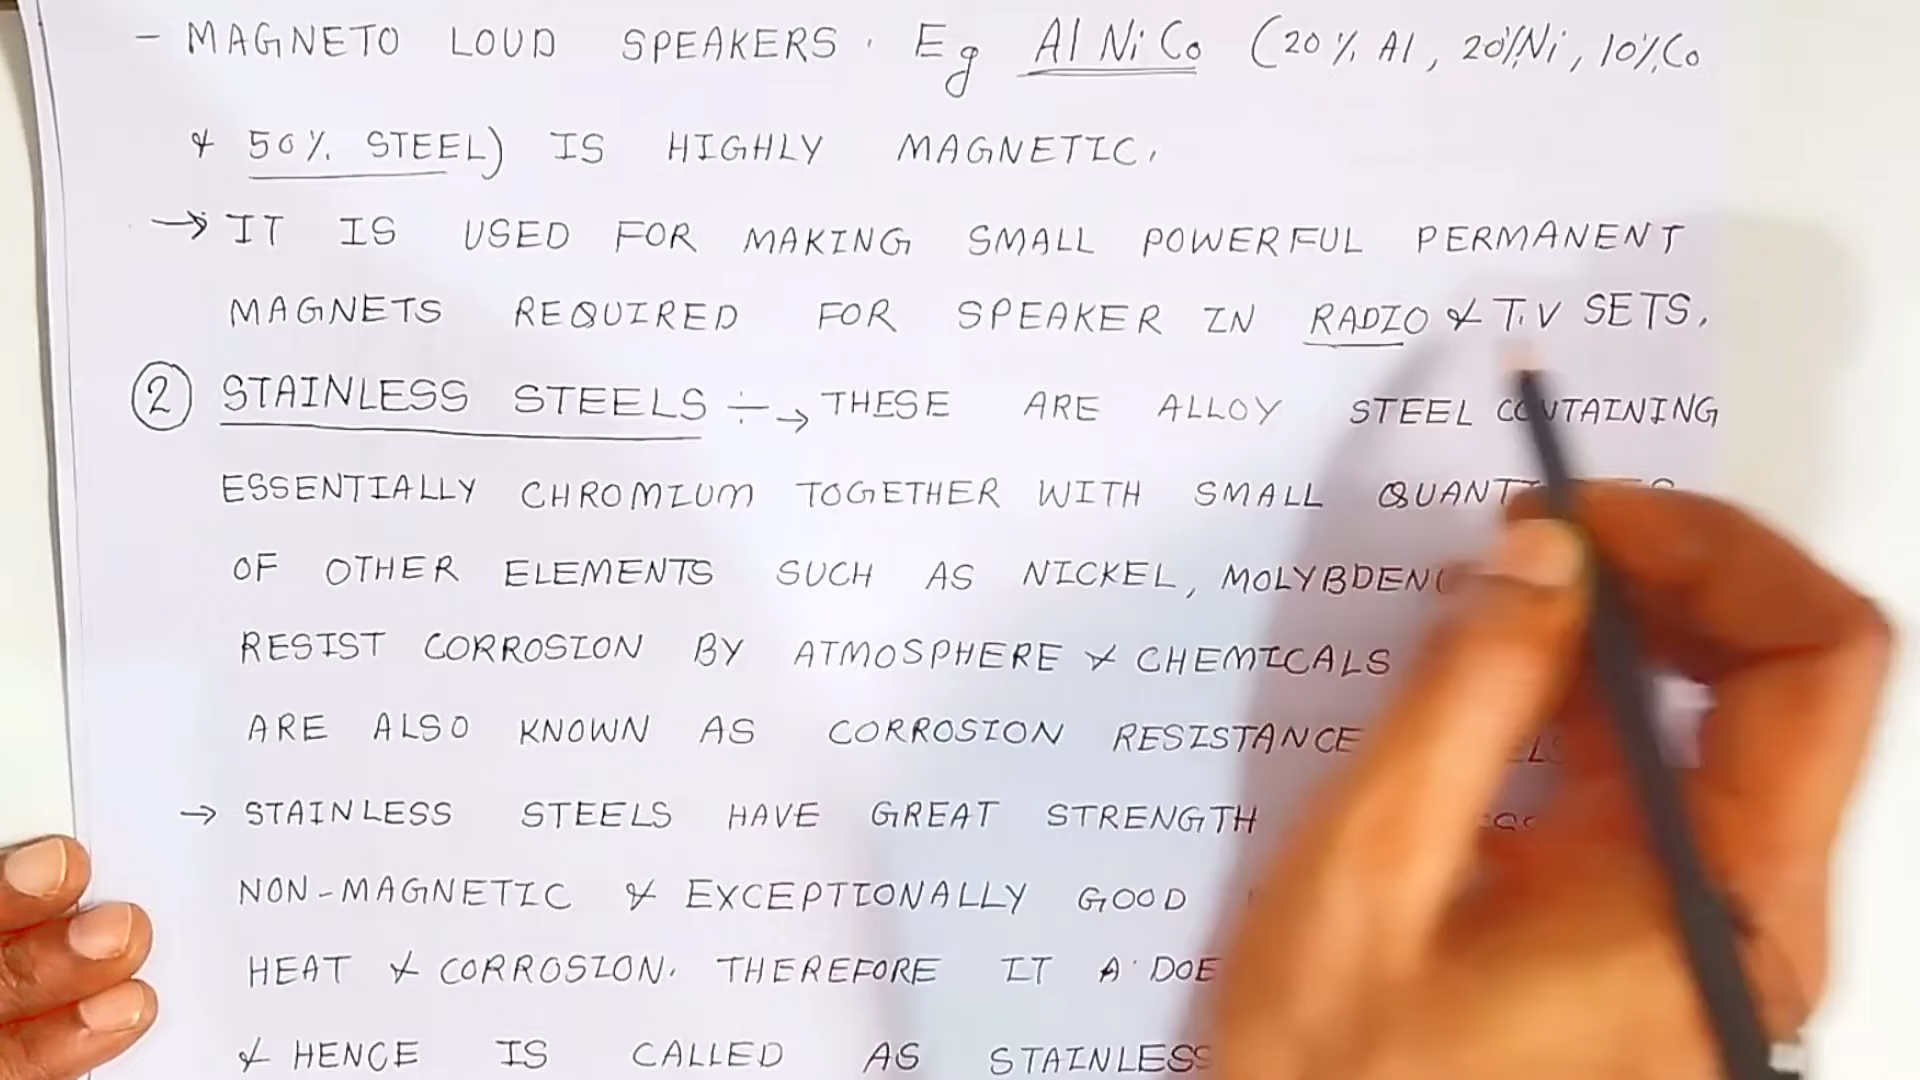 - MAGNETO LOUD SPEAKERS. Eg Al Ni Co (20% Al, 20% Ni, 10% Co
& 50% STEEL) IS HIGHLY MAGNETIC.
→ IT IS USED FOR MAKING SMALL POWERFUL PERMANENT
MAGNETS REQUIRED FOR SPEAKER IN RADIO & T.V SETS.
② STAINLESS STEELS ÷→ THESE ARE ALLOY STEEL CONTAINING
ESSENTIALLY CHROMIUM TOGETHER WITH SMALL
OF OTHER ELEMENTS SUCH AS NICKEL,
RESIST CORROSION BY ATMOSPHERE & CHEMICALS
ARE ALSO KNOWN AS CORROSION RESISTANCE
→ STAINLESS STEELS HAVE GREAT STRENGTH
NON-MAGNETIC & EXCEPTIONALLY GOOD
HEAT & CORROSION. THEREFORE IT
& HENCE IS CALLED AS STAINLESS